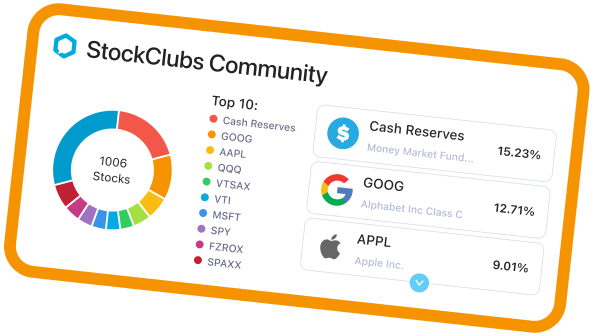 StockClubs Community
1006
Stocks
Top 10:
Cash Reserves
GOOG
AAPL
QQQ
VTSAX
VTI
MSFT
SPY
FZROX
SPAXX
Cash Reserves
Money Market Fund...
15.23%
GOOG
Alphabet Inc Class C
12.71%
APPL
Apple Inc.
9.01%